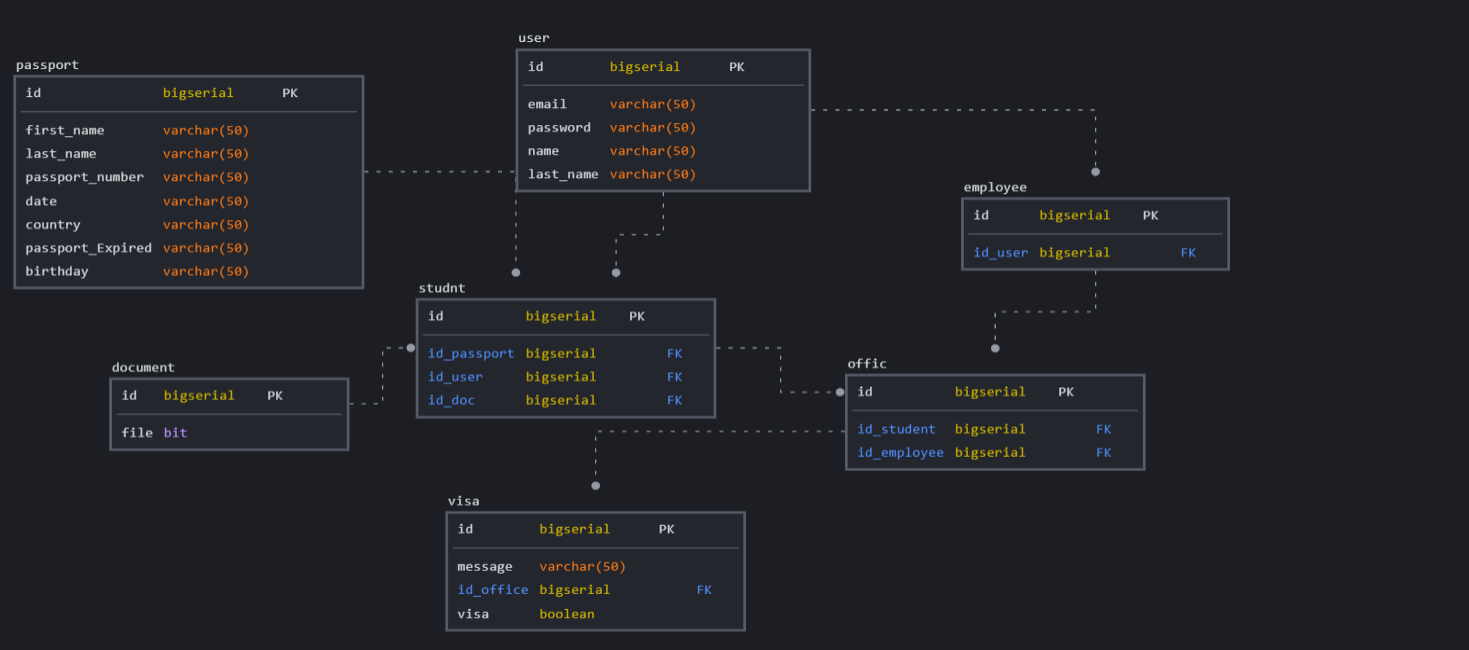 user
id bigserial PK
email varchar(50)
password varchar(50)
name varchar(50)
last_name varchar(50)
passport
id bigserial PK
first_name varchar(50)
last_name varchar(50)
passport_number varchar(50)
date varchar(50)
country varchar(50)
passport_Expired varchar(50)
birthday varchar(50)
employee
id bigserial PK
id_user bigserial FK
studnt
id bigserial PK
id_passport bigserial FK
id_user bigserial FK
id_doc bigserial FK
document
id bigserial PK
file bit
offic
id bigserial PK
id_student bigserial FK
id_employee bigserial FK
visa
id bigserial PK
message varchar(50)
id_office bigserial FK
visa boolean